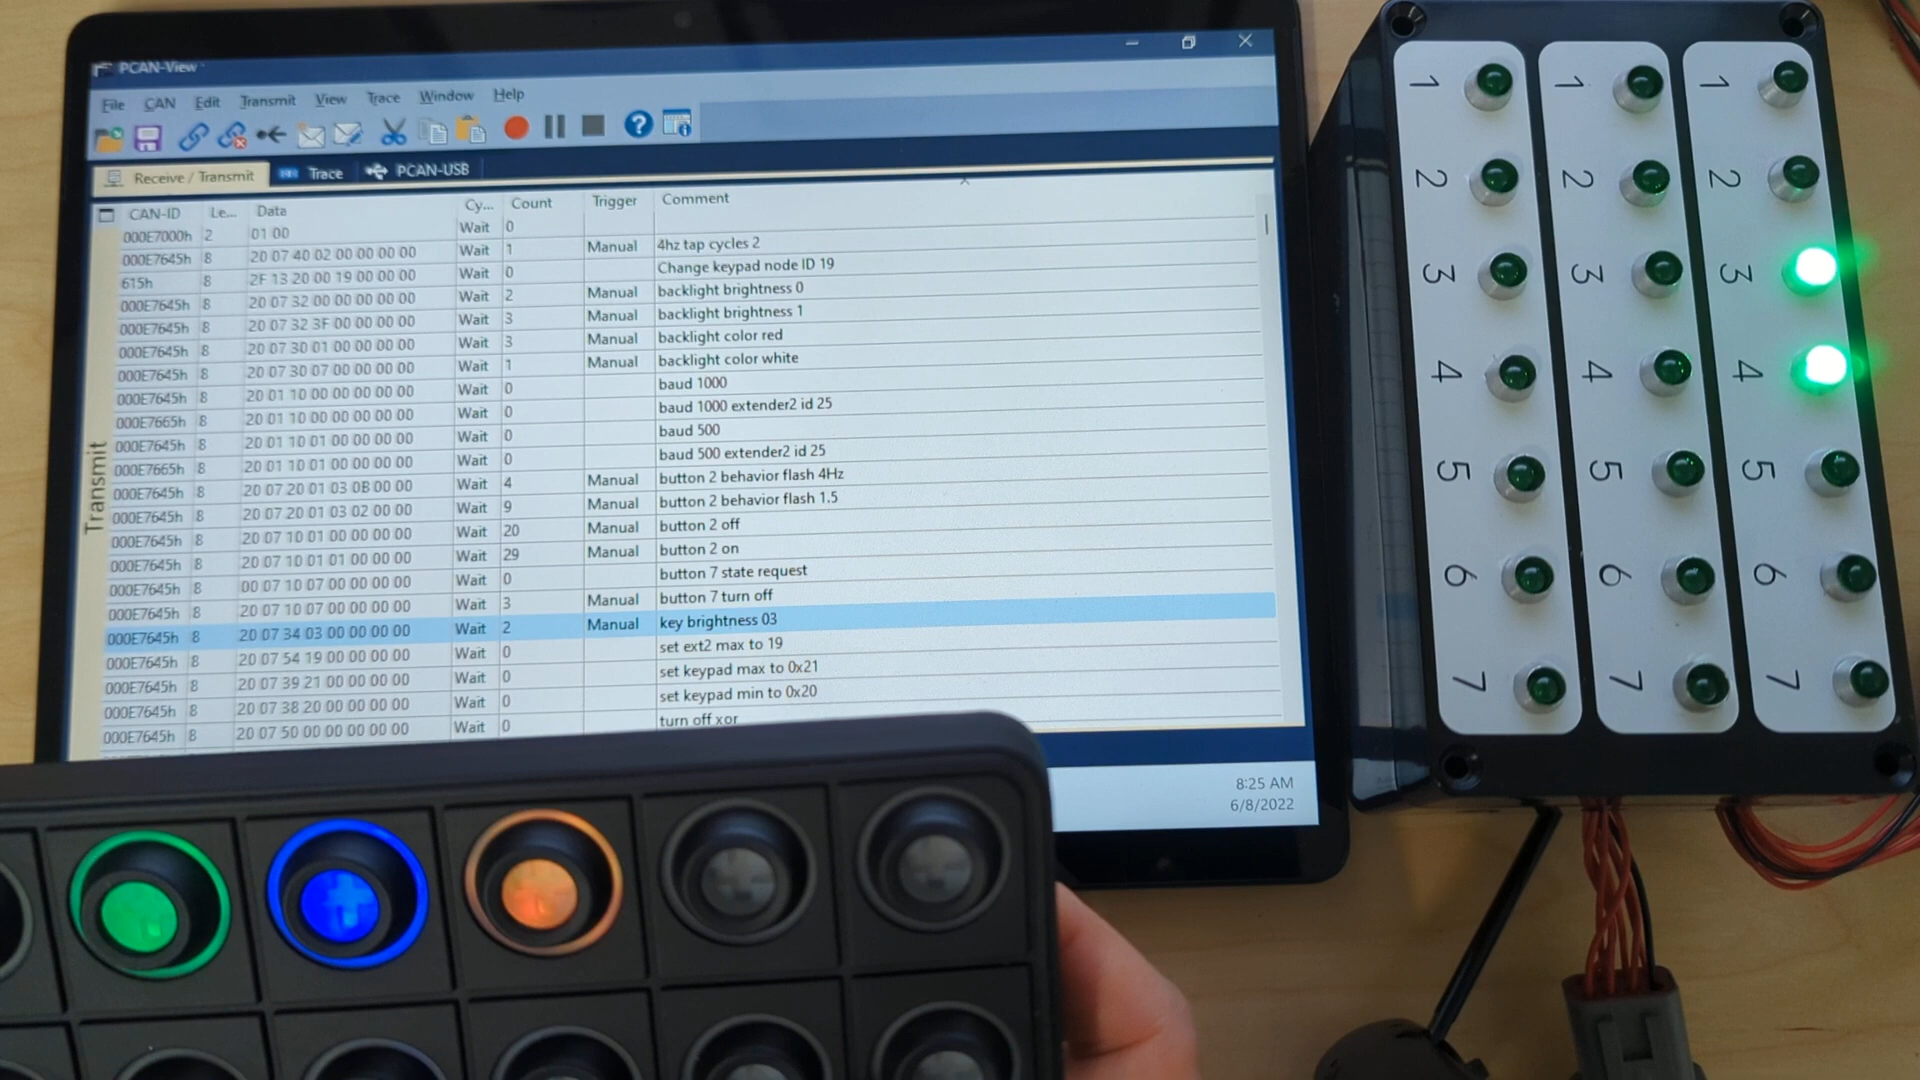 PCAN-View
File CAN Edit Transmit View Trace Window Help
Receive / Transmit Trace PCAN-USB
CAN-ID Le... Data Cy... Count Trigger Comment
000E7000h 2 01 00 Wait 0
000E7645h 8 20 07 40 02 00 00 00 00 Wait 1 Manual 4hz tap cycles 2
615h 8 2F 13 20 00 19 00 00 00 Wait 0 Change keypad node ID 19
000E7645h 8 20 07 32 00 00 00 00 00 Wait 2 Manual backlight brightness 0
000E7645h 8 20 07 32 3F 00 00 00 00 Wait 3 Manual backlight brightness 1
000E7645h 8 20 07 30 01 00 00 00 00 Wait 3 Manual backlight color red
000E7645h 8 20 07 30 07 00 00 00 00 Wait 1 Manual backlight color white
000E7645h 8 20 01 10 00 00 00 00 00 Wait 0 baud 1000
000E7665h 8 20 01 10 00 00 00 00 00 Wait 0 baud 1000 extender2 id 25
000E7645h 8 20 01 10 01 00 00 00 00 Wait 0 baud 500
000E7665h 8 20 01 10 01 00 00 00 00 Wait 0 baud 500 extender2 id 25
000E7645h 8 20 07 20 01 03 0B 00 00 Wait 4 Manual button 2 behavior flash 4Hz
000E7645h 8 20 07 20 01 03 02 00 00 Wait 9 Manual button 2 behavior flash 1.5
000E7645h 8 20 07 10 01 00 00 00 00 Wait 20 Manual button 2 off
000E7645h 8 20 07 10 01 01 00 00 00 Wait 29 Manual button 2 on
000E7645h 8 00 07 10 07 00 00 00 00 Wait 0 button 7 state request
000E7645h 8 20 07 10 07 00 00 00 00 Wait 3 Manual button 7 turn off
000E7645h 8 20 07 34 03 00 00 00 00 Wait 2 Manual key brightness 03
000E7645h 8 20 07 54 19 00 00 00 00 Wait 0 set ext2 max to 19
000E7645h 8 20 07 39 21 00 00 00 00 Wait 0 set keypad max to 0x21
000E7645h 8 20 07 38 20 00 00 00 00 Wait 0 set keypad min to 0x20
000E7645h 8 20 07 50 00 00 00 00 00 Wait 0 turn off xor
Transmit
8:25 AM
6/8/2022
1 1 1
2 2 2
3 3 3
4 4 4
5 5 5
6 6 6
7 7 7